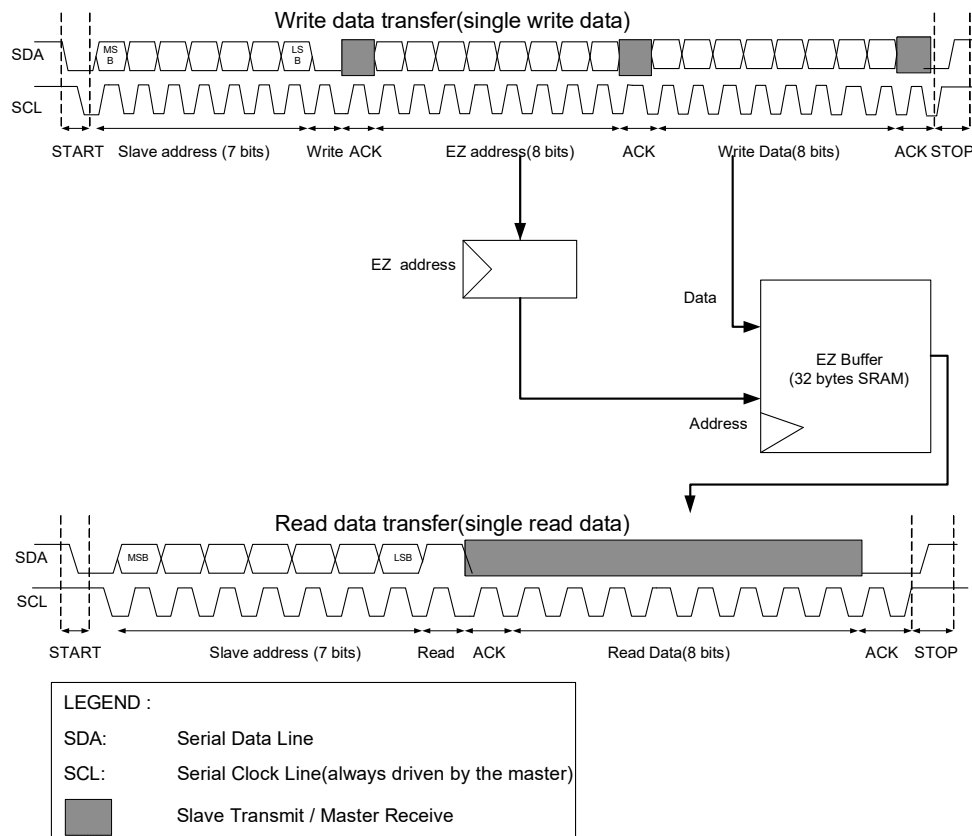 Write data transfer(single write data)
SDA
MS
B
LS
B
SCL
START Slave address (7 bits) Write ACK EZ address(8 bits) ACK Write Data(8 bits) ACK STOP
EZ address
Data
EZ Buffer
(32 bytes SRAM)
Address
Read data transfer(single read data)
SDA MSB LSB
SCL
START Slave address (7 bits) Read ACK Read Data(8 bits) ACK STOP
LEGEND :
SDA: Serial Data Line
SCL: Serial Clock Line(always driven by the master)
Slave Transmit / Master Receive